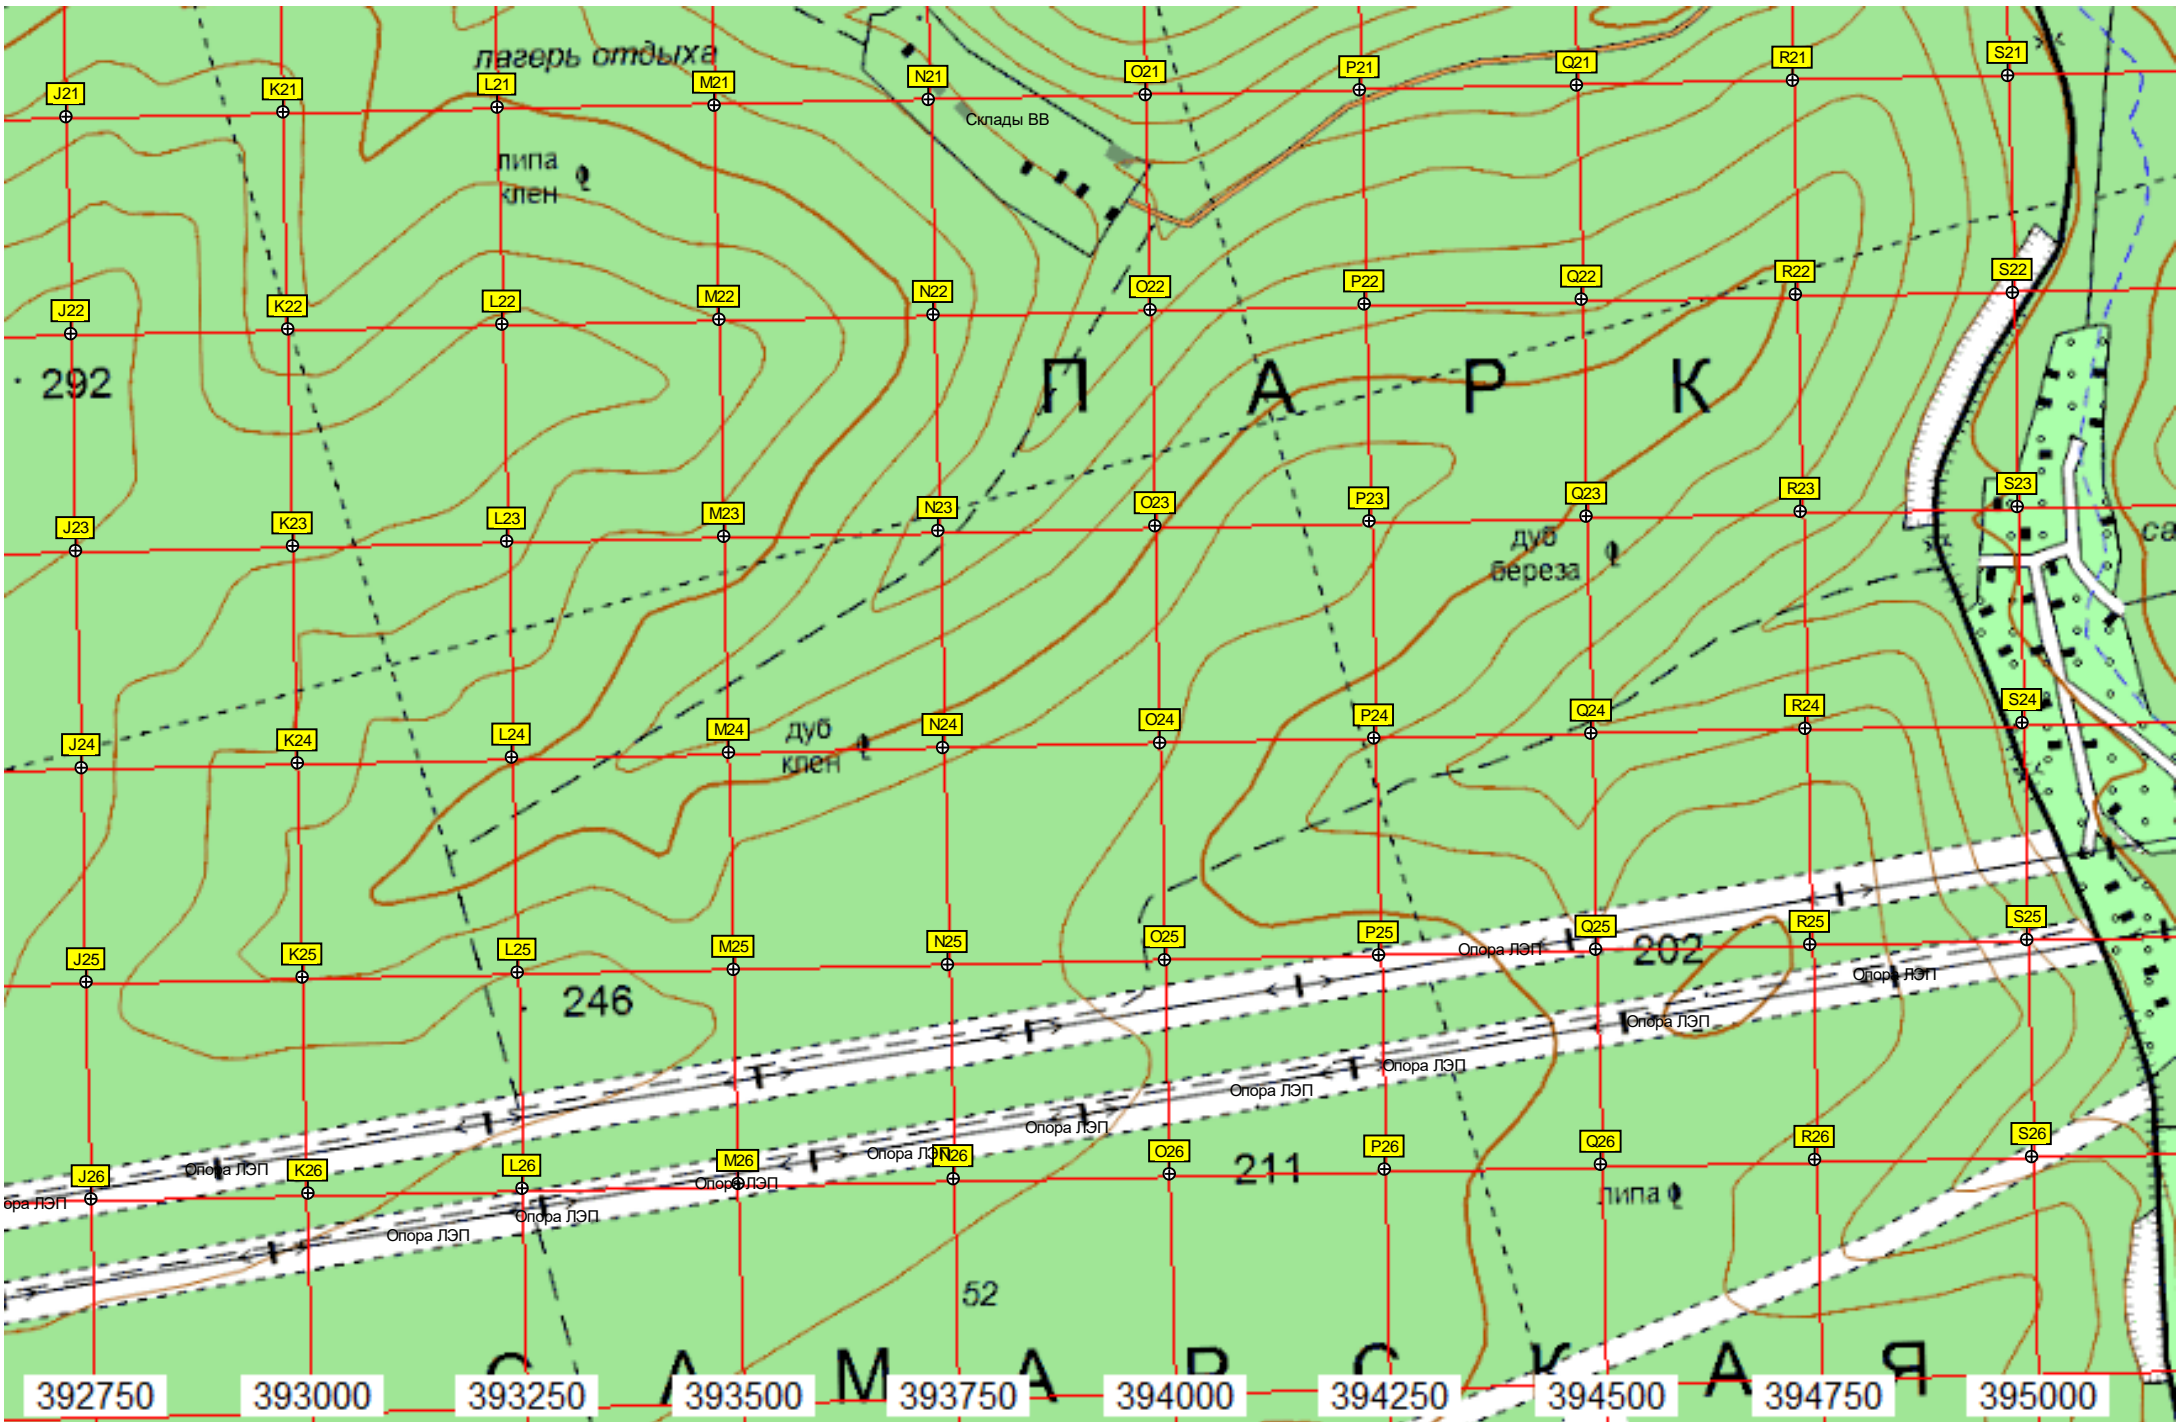 лагерь отдыха
J21 K21 L21 M21 N21 O21 P21 Q21 R21 S21
Склады ВВ
липа
клен
J22 K22 L22 M22 N22 O22 P22 Q22 R22 S22
292
П А Р К
J23 K23 L23 M23 N23 O23 P23 Q23 R23 S23
са
дуб
береза
J24 K24 L24 M24 N24 O24 P24 Q24 R24 S24
дуб
клен
J25 K25 L25 M25 N25 O25 P25 Q25 R25 S25
Опора ЛЭП
202
Опора ЛЭП
246
Опора ЛЭП
Опора ЛЭП
Опора ЛЭП
Опора ЛЭП
Опора ЛЭП
J26 K26 L26 M26 N26 O26 P26 Q26 R26 S26
Опора ЛЭП
211
Опора ЛЭП
ора ЛЭП
липа
Опора ЛЭП
Опора ЛЭП
52
С А М А Р С К А Я
392750 393000 393250 393500 393750 394000 394250 394500 394750 395000